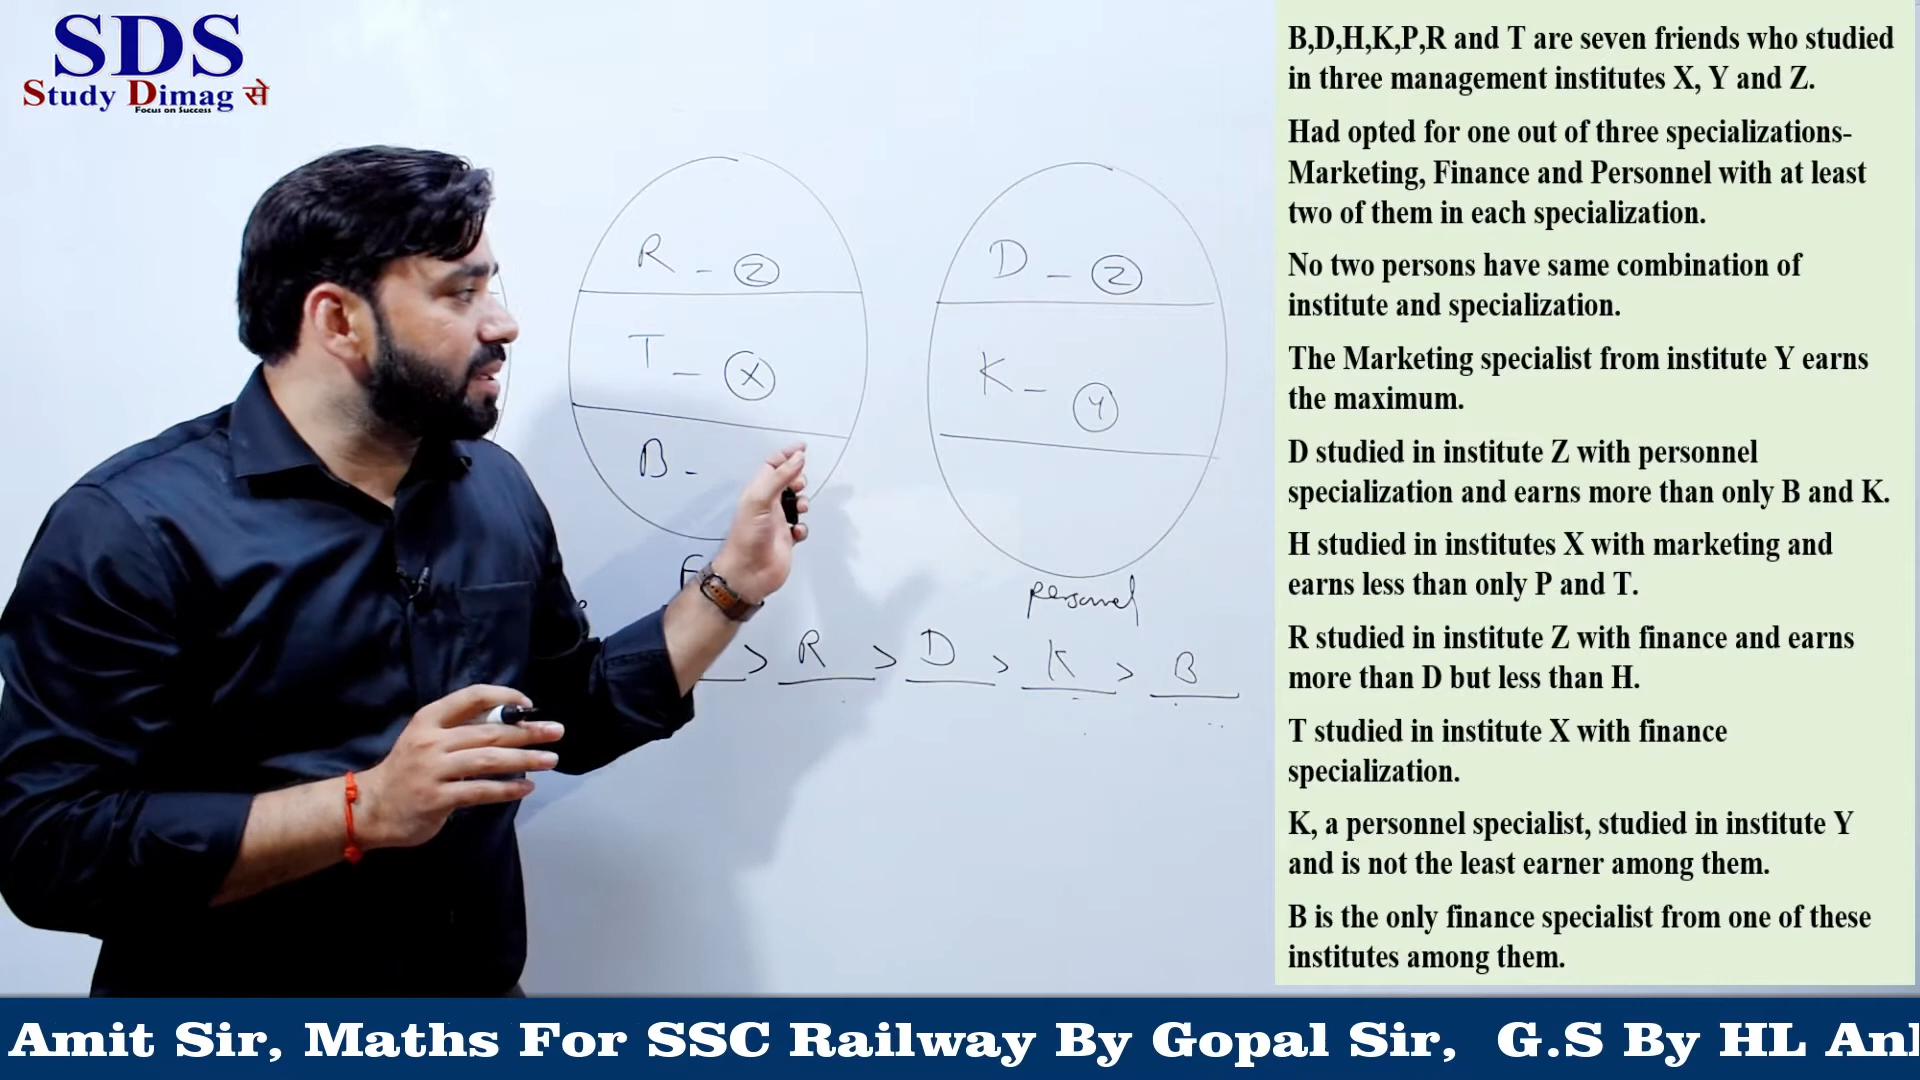 SDS
Study Dimag से
Focus on Success
R - Z
T - X
B -
D - Z
K - Y
personnel
> R > D > K > B
B,D,H,K,P,R and T are seven friends who studied
in three management institutes X, Y and Z.
Had opted for one out of three specializations-
Marketing, Finance and Personnel with at least
two of them in each specialization.
No two persons have same combination of
institute and specialization.
The Marketing specialist from institute Y earns
the maximum.
D studied in institute Z with personnel
specialization and earns more than only B and K.
H studied in institutes X with marketing and
earns less than only P and T.
R studied in institute Z with finance and earns
more than D but less than H.
T studied in institute X with finance
specialization.
K, a personnel specialist, studied in institute Y
and is not the least earner among them.
B is the only finance specialist from one of these
institutes among them.
Amit Sir, Maths For SSC Railway By Gopal Sir, G.S By HL